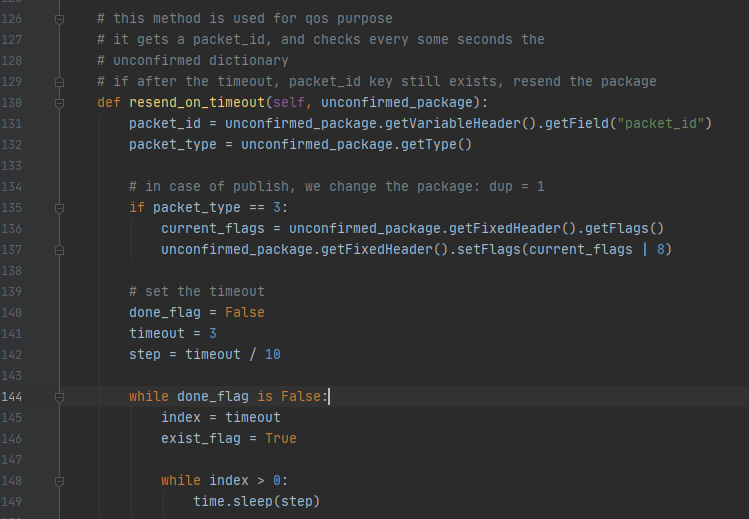 126 # this method is used for qos purpose
127 # it gets a packet_id, and checks every some seconds the
128 # unconfirmed dictionary
129 # if after the timeout, packet_id key still exists, resend the package
130 def resend_on_timeout(self, unconfirmed_package):
131 packet_id = unconfirmed_package.getVariableHeader().getField("packet_id")
132 packet_type = unconfirmed_package.getType()
133
134 # in case of publish, we change the package: dup = 1
135 if packet_type == 3:
136 current_flags = unconfirmed_package.getFixedHeader().getFlags()
137 unconfirmed_package.getFixedHeader().setFlags(current_flags | 8)
138
139 # set the timeout
140 done_flag = False
141 timeout = 3
142 step = timeout / 10
143
144 while done_flag is False:
145 index = timeout
146 exist_flag = True
147
148 while index > 0:
149 time.sleep(step)